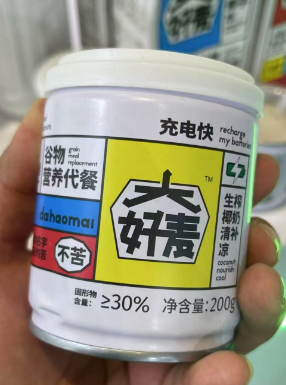 充电快
recharge
my batteries
谷物
营养代餐
grain
meal
replacement
大
好麦
TM
dahaomai
不苦
生榨
椰奶
清补
凉
coconut
nourish
cool
固形物
含量：
≥30%
净含量：200g